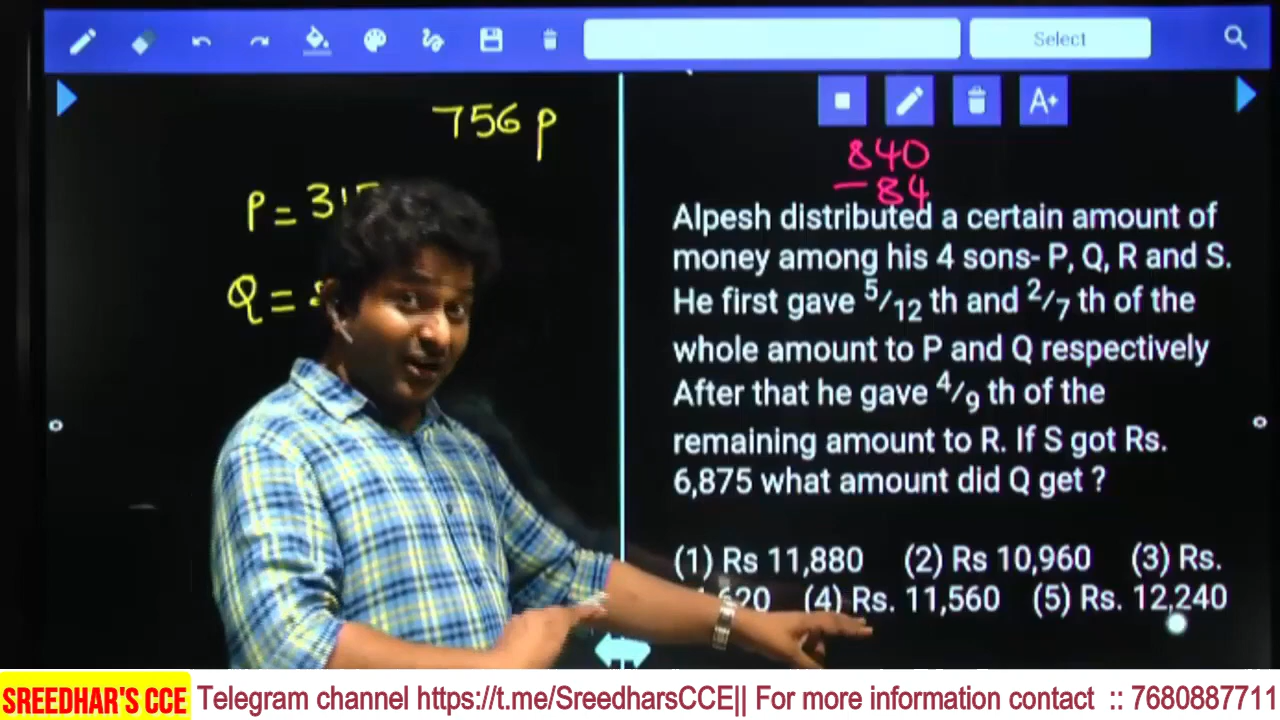 Select
A+
756 p
840
- 84
P = 315
Q =
Alpesh distributed a certain amount of
money among his 4 sons- P, Q, R and S.
He first gave 5/12 th and 2/7 th of the
whole amount to P and Q respectively
After that he gave 4/9 th of the
remaining amount to R. If S got Rs.
6,875 what amount did Q get ?
(1) Rs 11,880 (2) Rs 10,960 (3) Rs.
620 (4) Rs. 11,560 (5) Rs. 12,240
SREEDHAR'S CCE Telegram channel https://t.me/SreedharsCCE|| For more information contact :: 7680887711